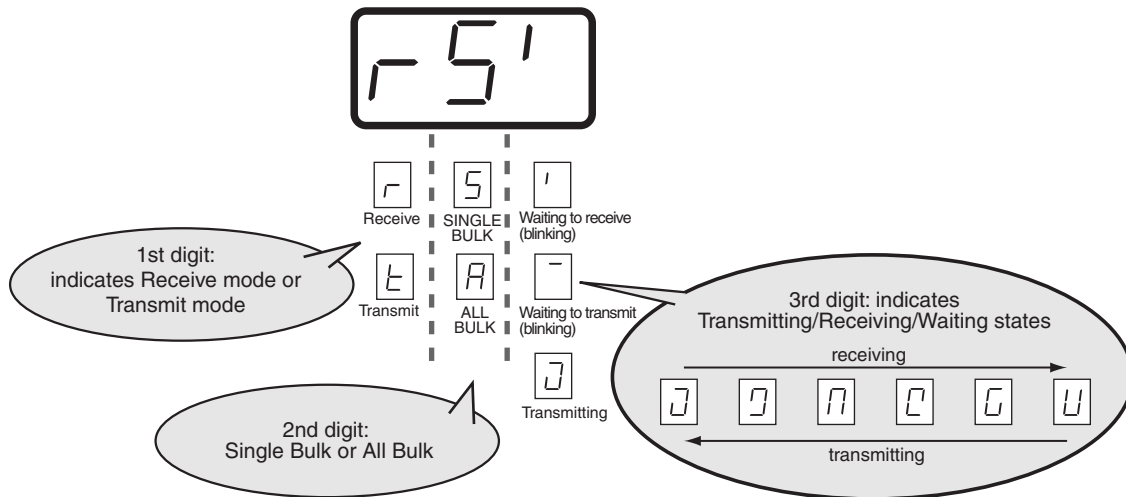 r S '
r S '
Receive SINGLE BULK Waiting to receive (blinking)
1st digit:
indicates Receive mode or
Transmit mode
t A ¯
Transmit ALL BULK Waiting to transmit (blinking)
3rd digit: indicates
Transmitting/Receiving/Waiting states
receiving
transmitting
Transmitting
2nd digit:
Single Bulk or All Bulk